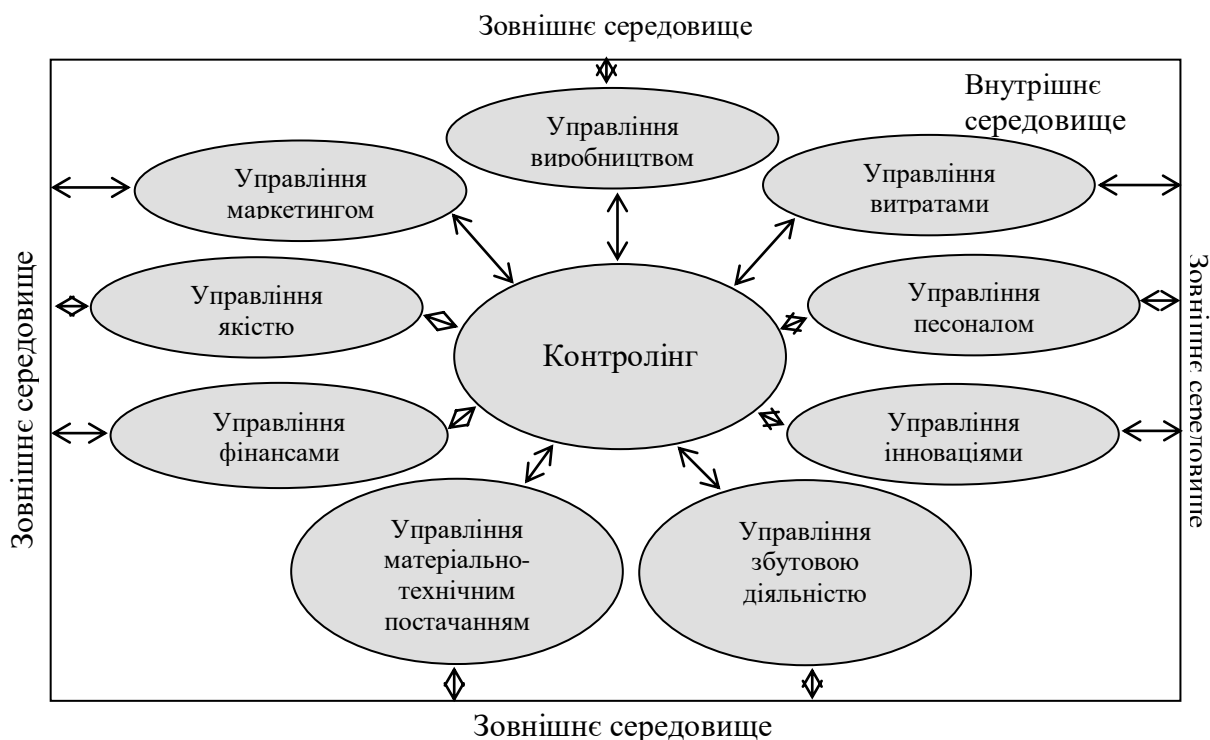 Зовнішнє середовище
Внутрішнє
середовище
Управління
виробництвом
Управління
маркетингом
Управління
витратами
Управління
якістю
Управління
песоналом
Контролінг
Управління
фінансами
Управління
інноваціями
Управління
матеріально-
технічним
постачанням
Управління
збутовою
діяльністю
Зовнішнє середовище
Зовнішнє середовище
Зовнішнє середовище